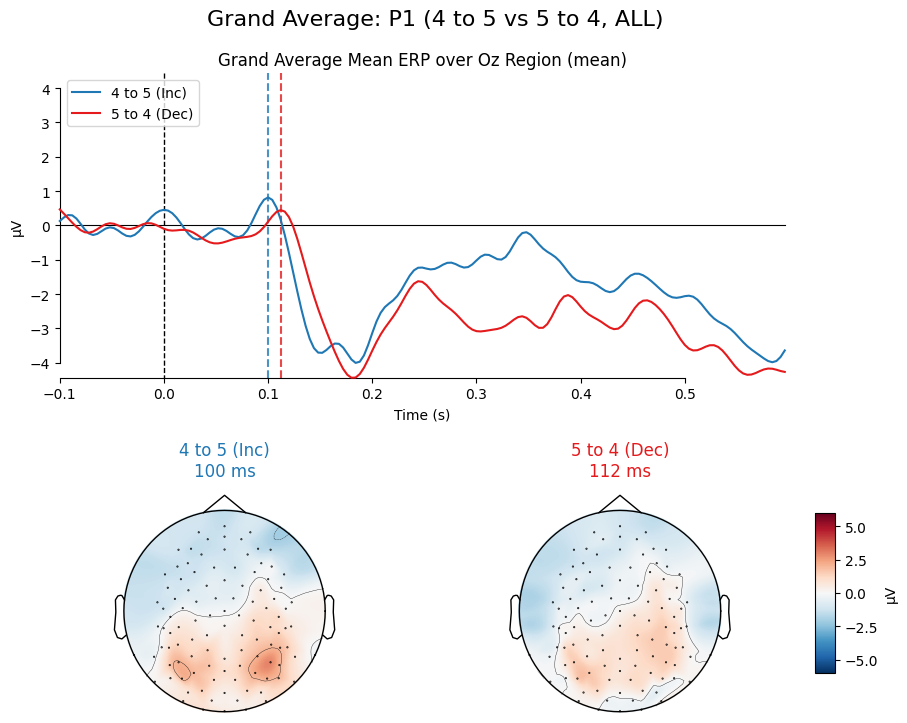 Grand Average: P1 (4 to 5 vs 5 to 4, ALL)
Grand Average Mean ERP over Oz Region (mean)
4 to 5 (Inc)
5 to 4 (Dec)
4
3
2
1
0
−1
−2
−3
−4
µV
−0.1
0.0
0.1
0.2
0.3
0.4
0.5
Time (s)
4 to 5 (Inc)
100 ms
5 to 4 (Dec)
112 ms
5.0
2.5
0.0
−2.5
−5.0
µV